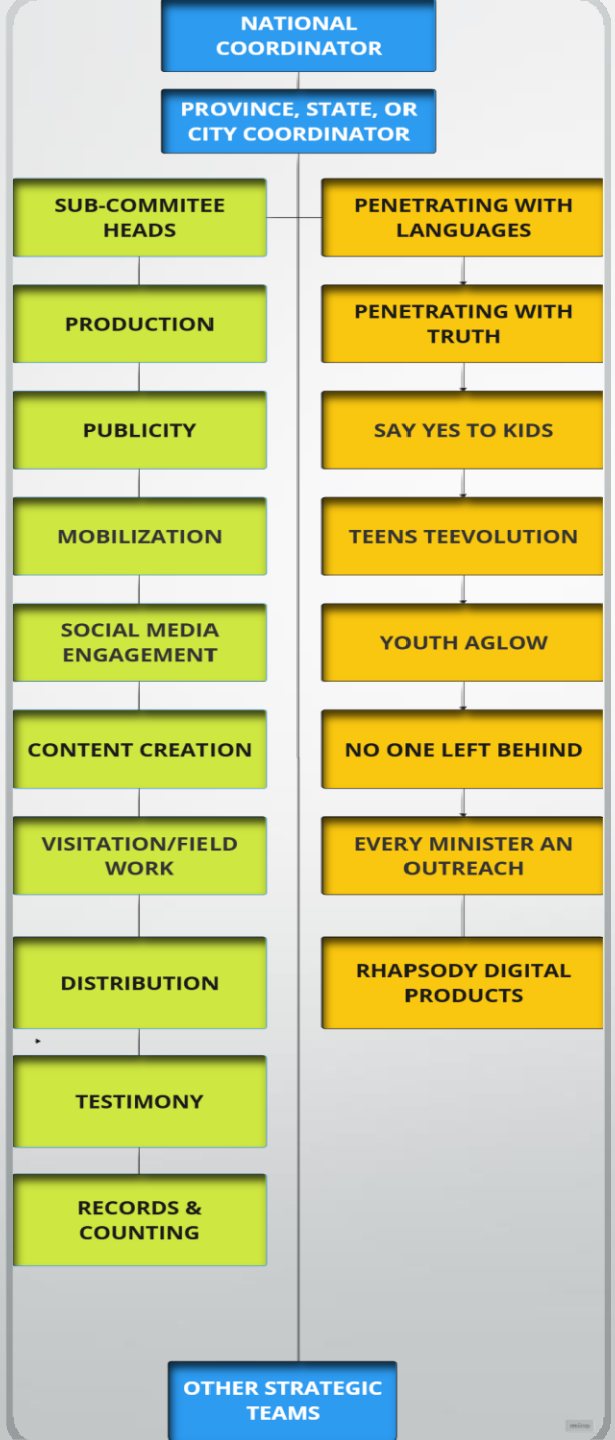 NATIONAL
COORDINATOR
PROVINCE, STATE, OR
CITY COORDINATOR
SUB-COMMITEE
HEADS
PENETRATING WITH
LANGUAGES
PRODUCTION
PENETRATING WITH
TRUTH
PUBLICITY
SAY YES TO KIDS
MOBILIZATION
TEENS TEEVOLUTION
SOCIAL MEDIA
ENGAGEMENT
YOUTH AGLOW
CONTENT CREATION
NO ONE LEFT BEHIND
VISITATION/FIELD
WORK
EVERY MINISTER AN
OUTREACH
DISTRIBUTION
RHAPSODY DIGITAL
PRODUCTS
TESTIMONY
RECORDS &
COUNTING
OTHER STRATEGIC
TEAMS